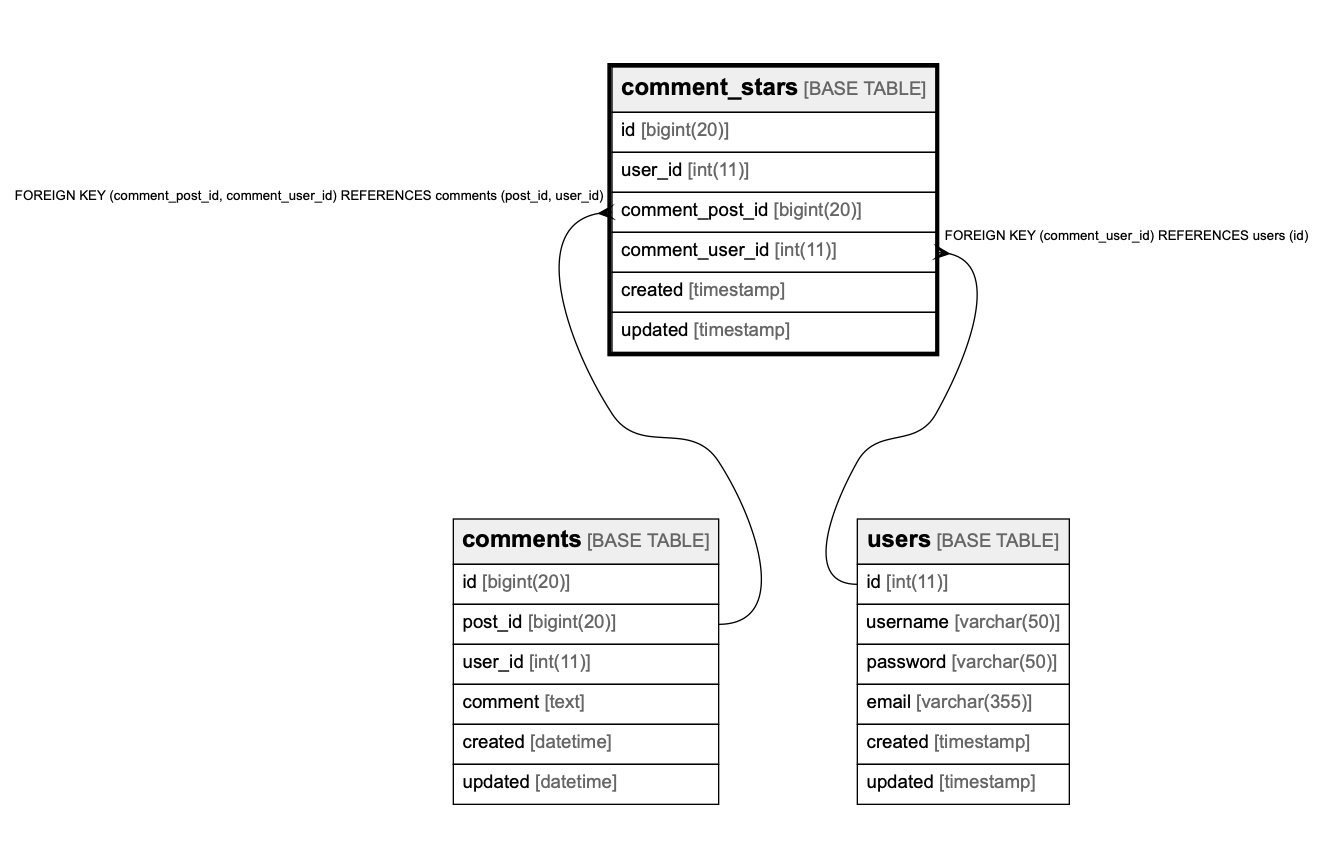 comment_stars [BASE TABLE]
id [bigint(20)]
user_id [int(11)]
FOREIGN KEY (comment_post_id, comment_user_id) REFERENCES comments (post_id, user_id)
comment_post_id [bigint(20)]
FOREIGN KEY (comment_user_id) REFERENCES users (id)
comment_user_id [int(11)]
created [timestamp]
updated [timestamp]
comments [BASE TABLE]
id [bigint(20)]
post_id [bigint(20)]
user_id [int(11)]
comment [text]
created [datetime]
updated [datetime]
users [BASE TABLE]
id [int(11)]
username [varchar(50)]
password [varchar(50)]
email [varchar(355)]
created [timestamp]
updated [timestamp]